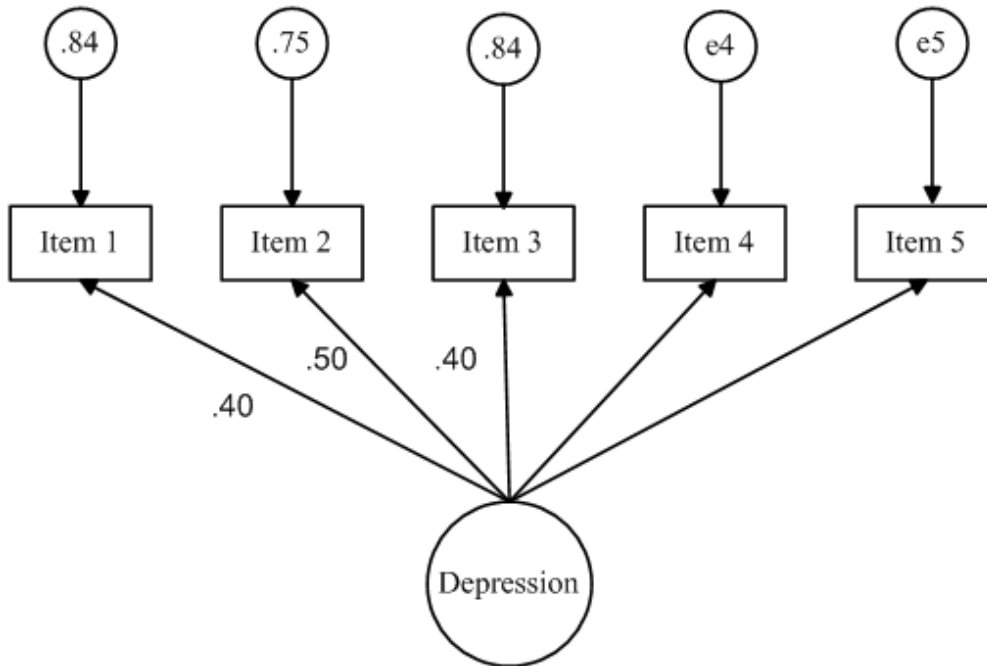 .84
.75
.84
e4
e5
Item 1
Item 2
Item 3
Item 4
Item 5
.40
.50
.40
Depression